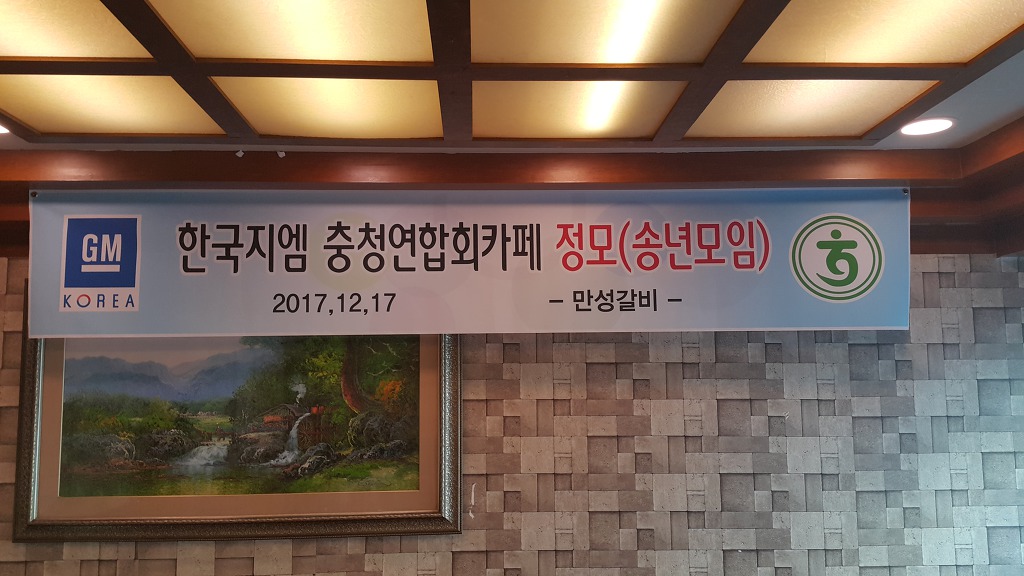 GM
KOREA
한국지엠 충청연합회카페 정모(송년모임)
2017,12,17 – 만성갈비 –